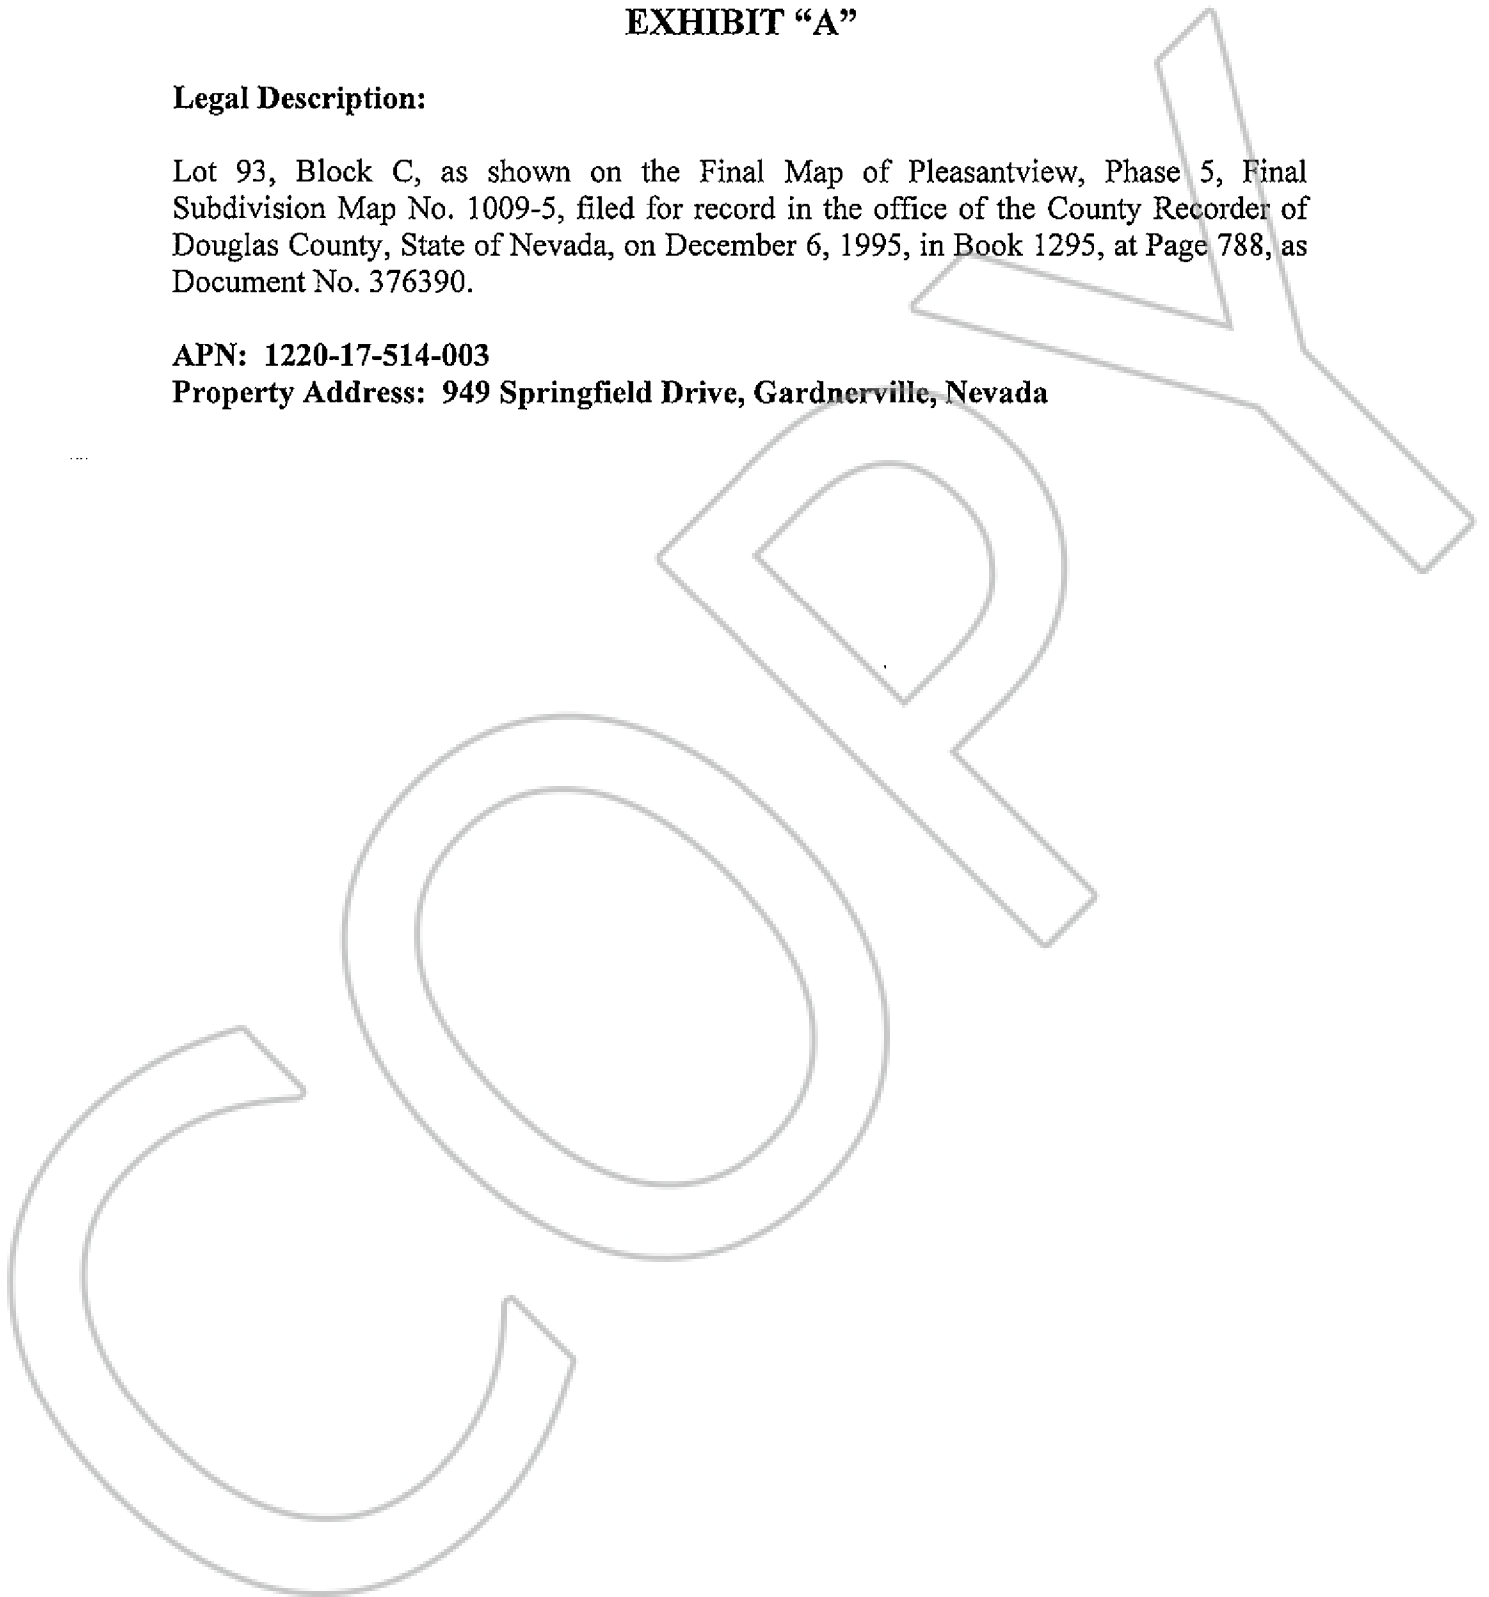 EXHIBIT “A”
Legal Description:
Lot 93, Block C, as shown on the Final Map of Pleasantview, Phase 5, Final
Subdivision Map No. 1009-5, filed for record in the office of the County Recorder of
Douglas County, State of Nevada, on December 6, 1995, in Book 1295, at Page 788, as
Document No. 376390.
APN: 1220-17-514-003
Property Address: 949 Springfield Drive, Gardnerville, Nevada
COPY